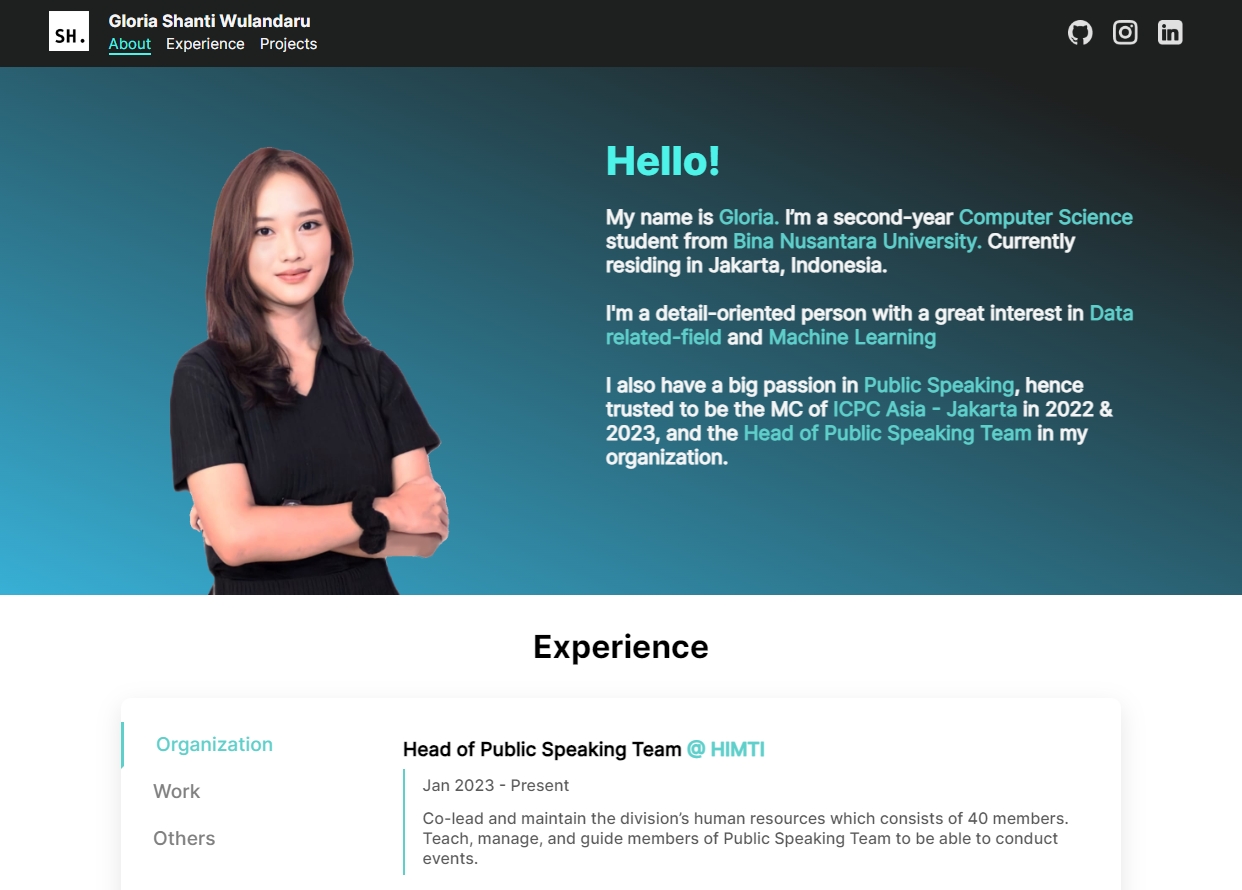 SH.
Gloria Shanti Wulandaru
About Experience Projects
Hello!
My name is Gloria. I'm a second-year Computer Science
student from Bina Nusantara University. Currently
residing in Jakarta, Indonesia.
I'm a detail-oriented person with a great interest in Data
related-field and Machine Learning
I also have a big passion in Public Speaking, hence
trusted to be the MC of ICPC Asia - Jakarta in 2022 &
2023, and the Head of Public Speaking Team in my
organization.
Experience
Organization
Work
Others
Head of Public Speaking Team @ HIMTI
Jan 2023 - Present
Co-lead and maintain the division's human resources which consists of 40 members.
Teach, manage, and guide members of Public Speaking Team to be able to conduct
events.